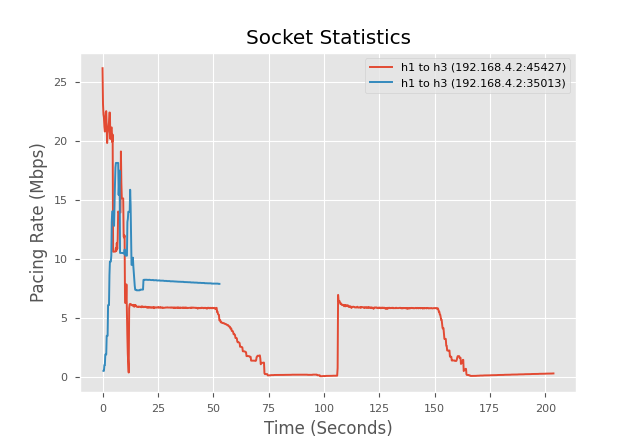 Socket Statistics
h1 to h3 (192.168.4.2:45427)
h1 to h3 (192.168.4.2:35013)
Pacing Rate (Mbps)
25
20
15
10
5
0
0 25 50 75 100 125 150 175 200
Time (Seconds)